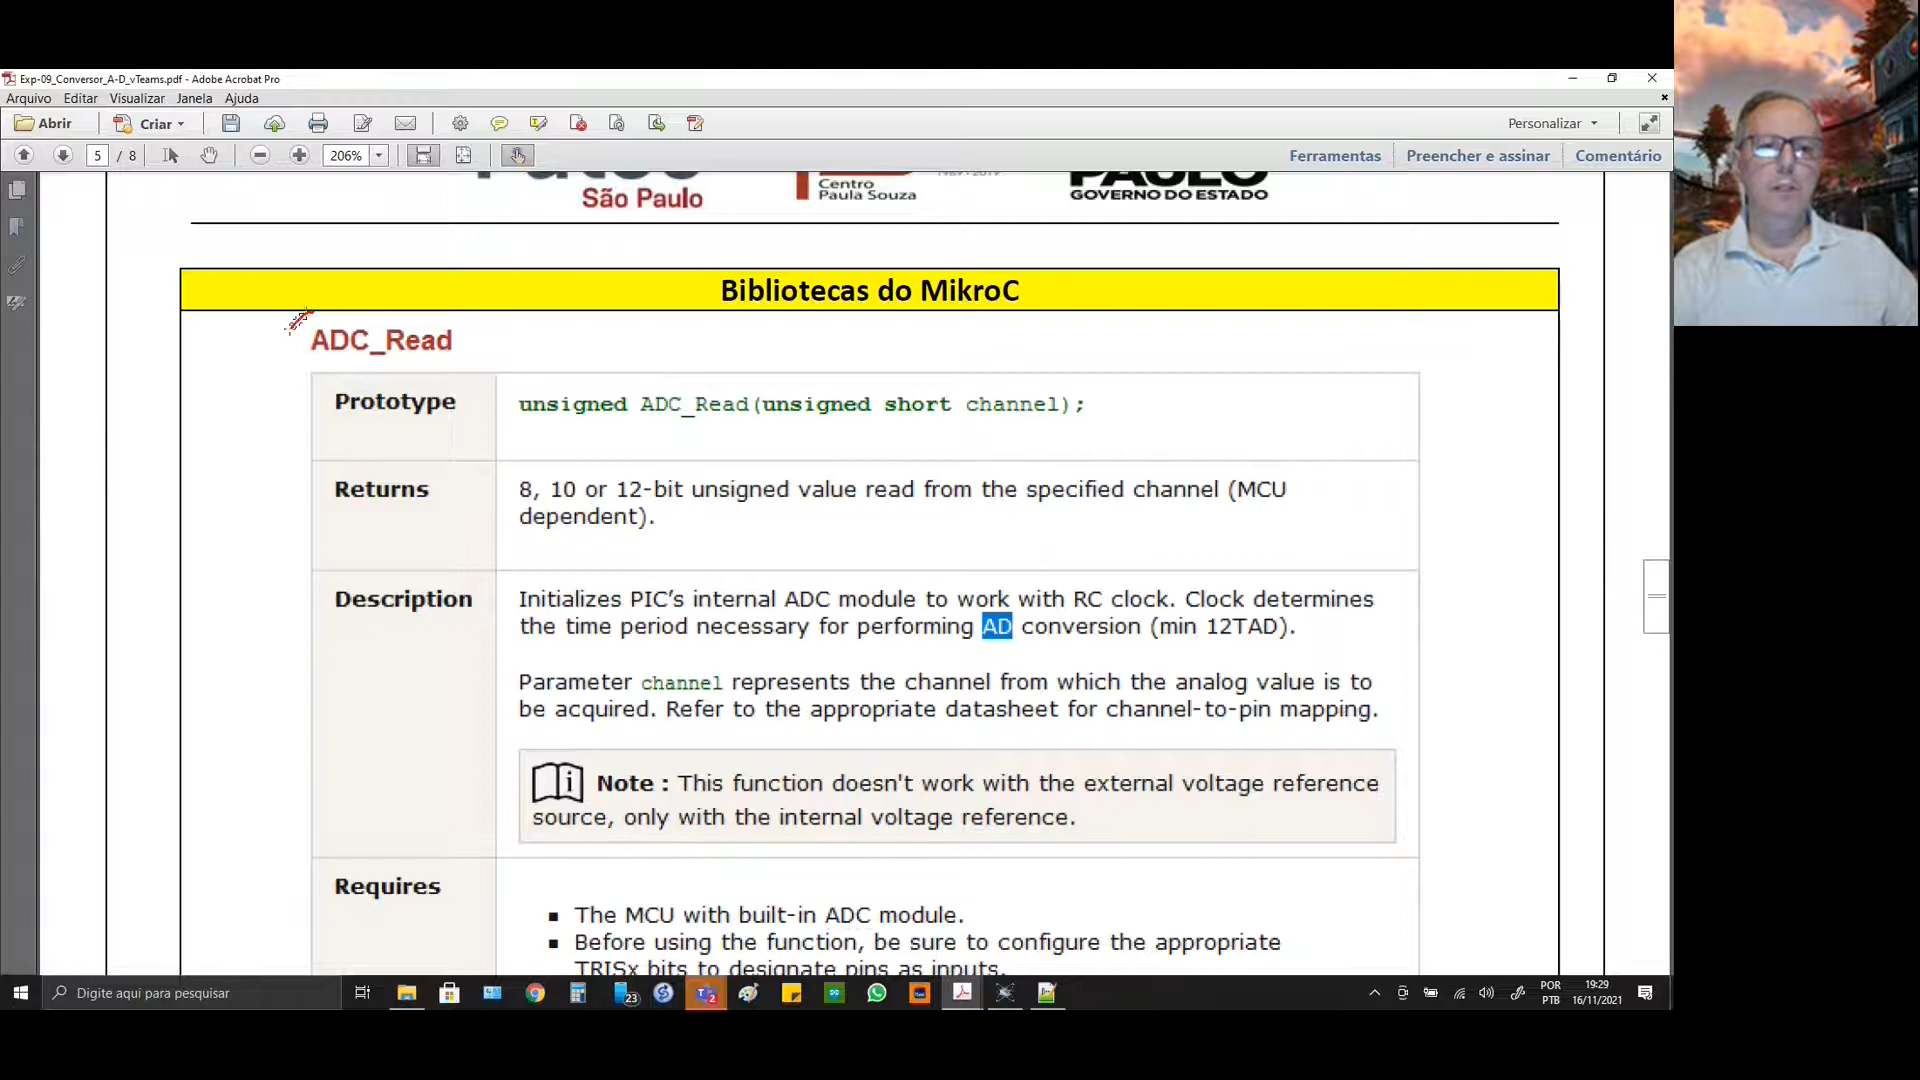 Exp-09_Conversor_A-D_vTeams.pdf - Adobe Acrobat Pro
Arquivo Editar Visualizar Janela Ajuda
Abrir Criar Personalizar
5 / 8 206% Ferramentas Preencher e assinar Comentário
São Paulo
Centro
Paula Souza
PAULO
GOVERNO DO ESTADO
Bibliotecas do MikroC
ADC_Read
Prototype
unsigned ADC_Read(unsigned short channel);
Returns
8, 10 or 12-bit unsigned value read from the specified channel (MCU
dependent).
Description
Initializes PIC’s internal ADC module to work with RC clock. Clock determines
the time period necessary for performing AD conversion (min 12TAD).
Parameter channel represents the channel from which the analog value is to
be acquired. Refer to the appropriate datasheet for channel-to-pin mapping.
Note : This function doesn't work with the external voltage reference
source, only with the internal voltage reference.
Requires
The MCU with built-in ADC module.
Before using the function, be sure to configure the appropriate
TRISx bits to designate pins as inputs.
Digite aqui para pesquisar
23
2
POR
PTB
19:29
16/11/2021